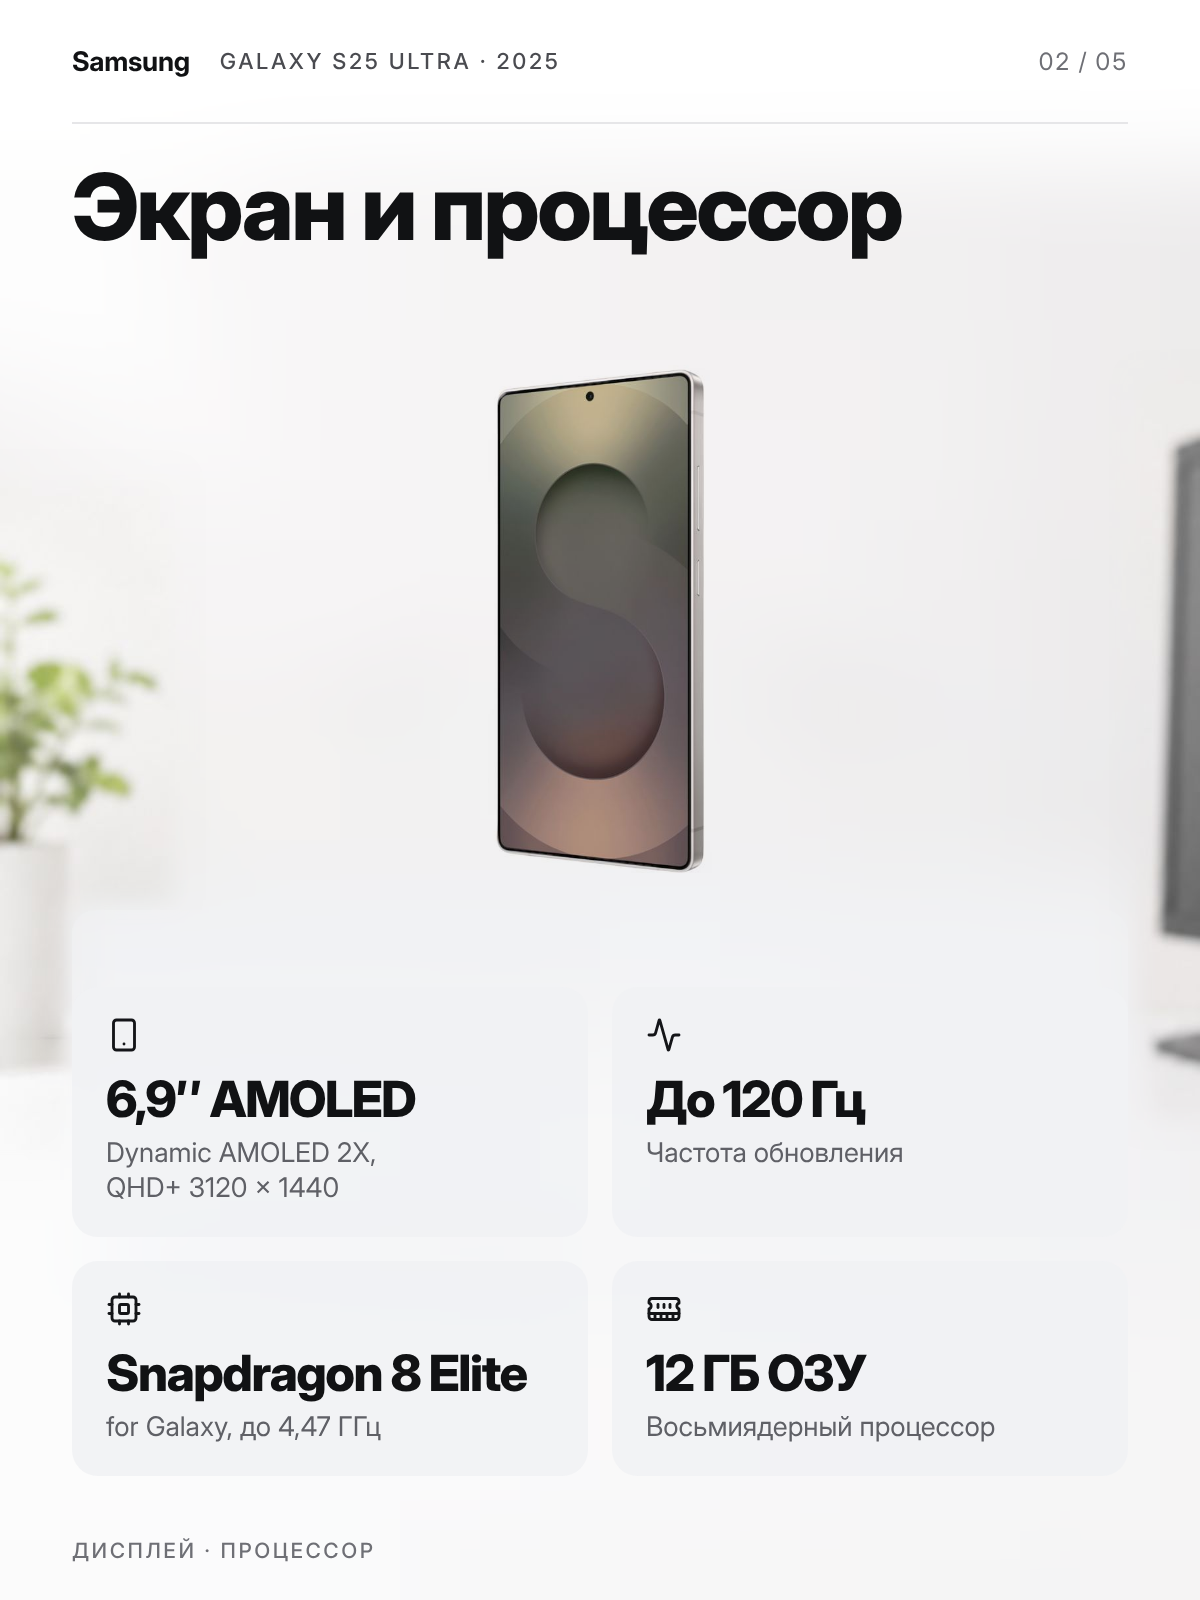 Samsung GALAXY S25 ULTRA · 2025 02 / 05
Экран и процессор
6,9″ AMOLED
Dynamic AMOLED 2X,
QHD+ 3120 × 1440
До 120 Гц
Частота обновления
Snapdragon 8 Elite
for Galaxy, до 4,47 ГГц
12 ГБ ОЗУ
Восьмиядерный процессор
ДИСПЛЕЙ · ПРОЦЕССОР